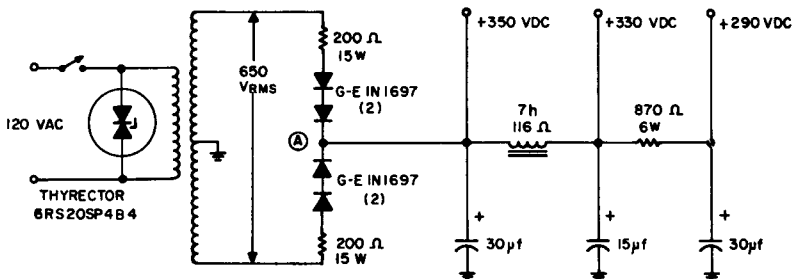 +350 VDC
+330 VDC
+290 VDC
200 Ω
15W
650
VRMS
G-E IN1697
(2)
7h
116 Ω
870 Ω
6W
120 VAC
A
G-E IN1697
(2)
THYRECTOR
6RS20SP4B4
200 Ω
15 W
+
30µf
+
15µf
+
30µf